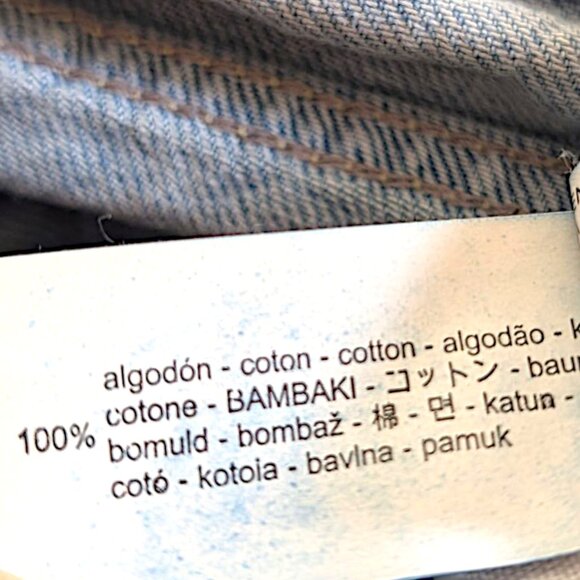 algodón - coton - cotton - algodão -
cotone - BAMBAKI - コットン -
100% bomuld - bombaž - 棉 - 면 - katun -
cotó - kotoia - bavlna - pamuk